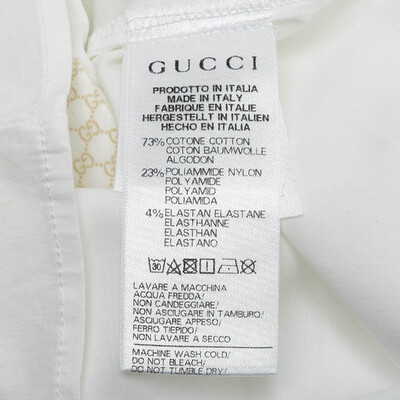 GUCCI
PRODOTTO IN ITALIA
MADE IN ITALY
FABRIQUE EN ITALIE
HERGESTELLT IN ITALIEN
HECHO EN ITALIA
73% COTONE COTTON
COTON BAUMWOLLE
ALGODON
23% POLIAMMIDE NYLON
POLYAMIDE
POLYAMID
POLIAMIDA
4% ELASTAN ELASTANE
ELASTHANNE
ELASTHAN
ELASTANO
30
LAVARE A MACCHINA
ACQUA FREDDA/
NON CANDEGGIARE/
NON ASCIUGARE IN TAMBURO/
ASCIUGARE APPESO/
FERRO TIEPIDO/
NON LAVARE A SECCO
MACHINE WASH COLD/
DO NOT BLEACH/
DO NOT TUMBLE DRY/